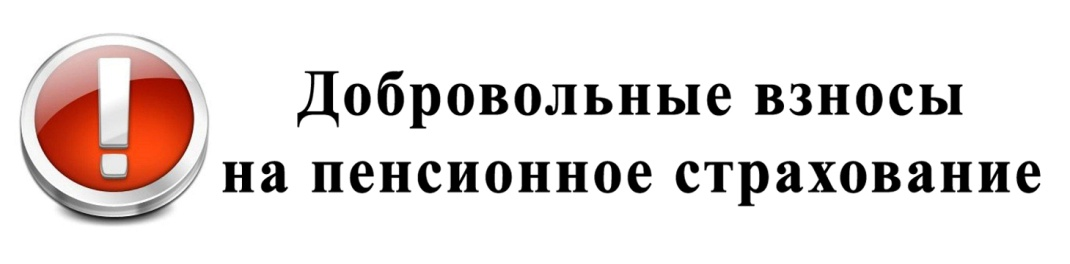 Добровольные взносы
на пенсионное страхование